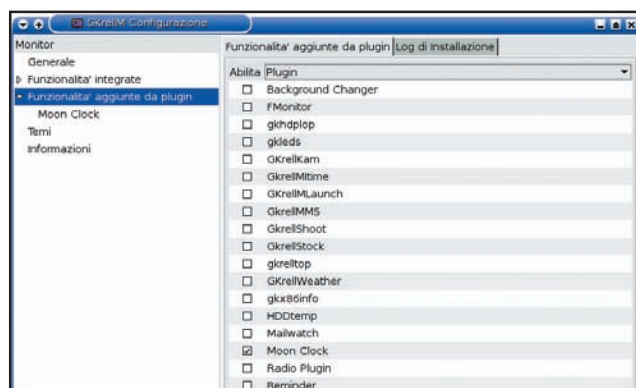 GKrellM Configurazione
Monitor
Generale
Funzionalita' integrate
Funzionalita' aggiunte da plugin
Moon Clock
Temi
Informazioni
Funzionalita' aggiunte da plugin
Log di Installazione
Abilita Plugin
Background Changer
FMonitor
gkhdplop
gkleds
GKrellKam
GkrellMitime
GKrellMLaunch
GkrellMMS
GkrellShoot
GkrellStock
gkrelltop
GKrellWeather
gkx86info
HDDtemp
Mailwatch
Moon Clock
Radio Plugin
Reminder